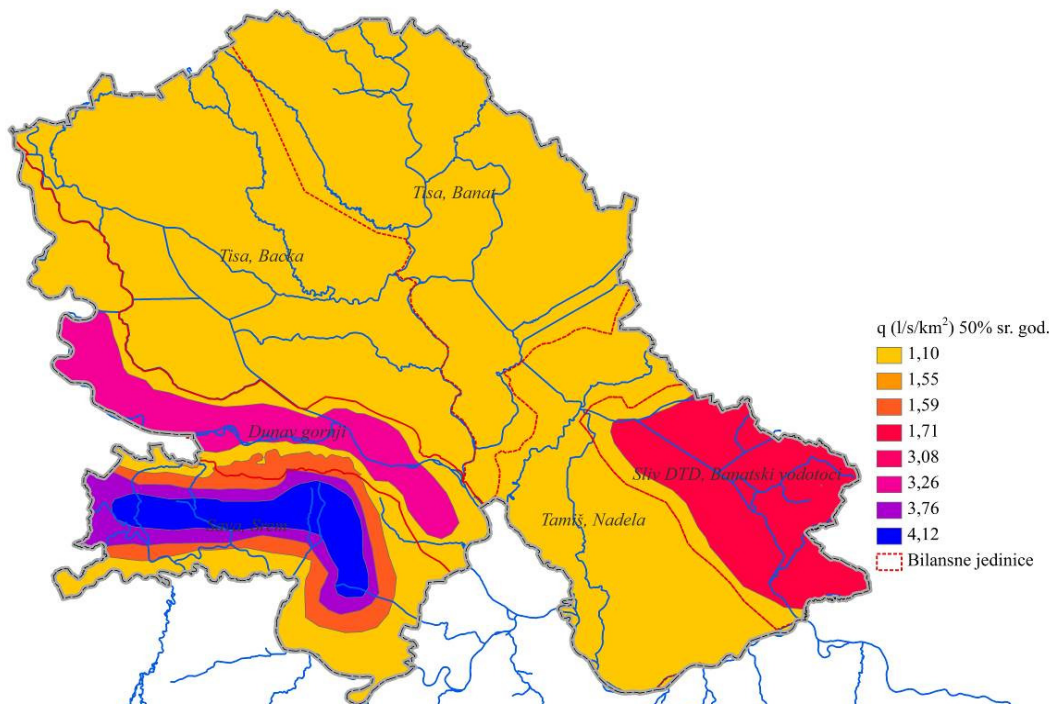 Tisa, Banat
Tisa, Backa
q (l/s/km²) 50% sr. god.
1,10
1,55
1,59
1,71
3,08
3,26
3,76
4,12
Bilansne jedinice
Dunav gornji
Sliv DTD, Banatski vodotoci
Sava, Srem
Tamiš, Nadela